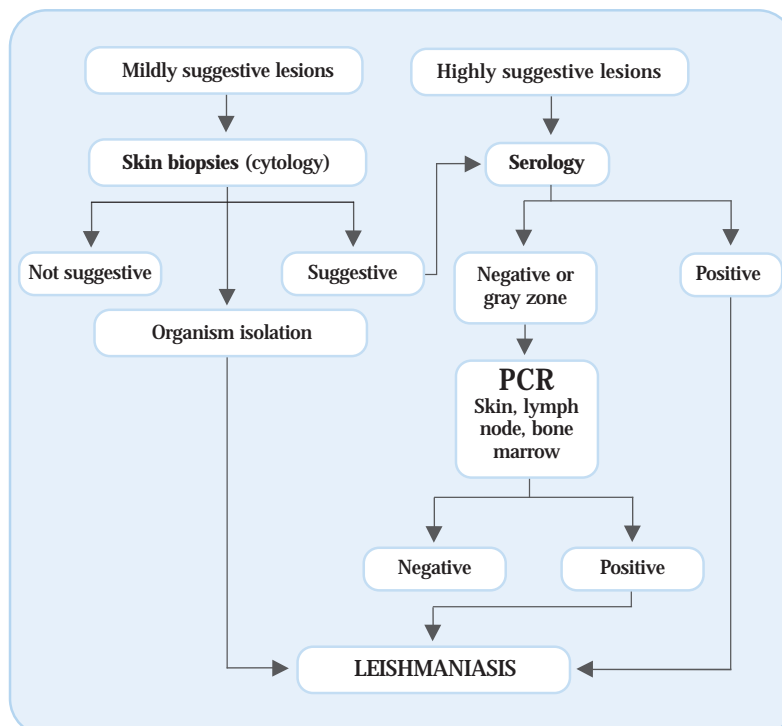 Mildly suggestive lesions
Highly suggestive lesions
Skin biopsies (cytology)
Serology
Not suggestive
Suggestive
Negative or
gray zone
Positive
Organism isolation
PCR
Skin, lymph
node, bone
marrow
Negative
Positive
LEISHMANIASIS